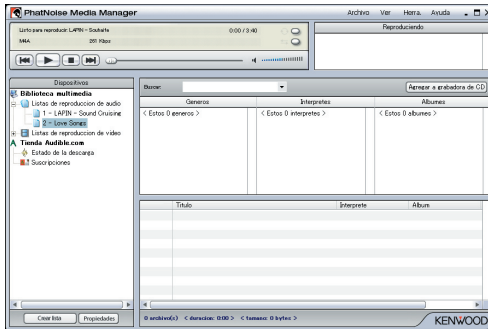 PhatNoise Media Manager
Archivo Ver Herra. Ayuda
Listo para reproducir: LAPIN - Souhaite 0:00 / 3:40
M4A 261 Kbps
Reproduciendo
Dispositivos
Biblioteca multimedia
Listas de reproduccion de audio
1 - LAPIN - Sound Cruising
2 - Love Songs
Listas de reproduccion de video
Tienda Audible.com
Estado de la descarga
Suscripciones
Buscar: Agregar a grabadora de CD
Generos Interpretes Albumes
< Estos 0 generos > < Estos 0 interpretes > < Estos 0 albumes >
Titulo Interprete Album
Crear lista Propiedades
0 archivo(s) < duracion: 0:00 > < tamano: 0 bytes >
KENWOOD